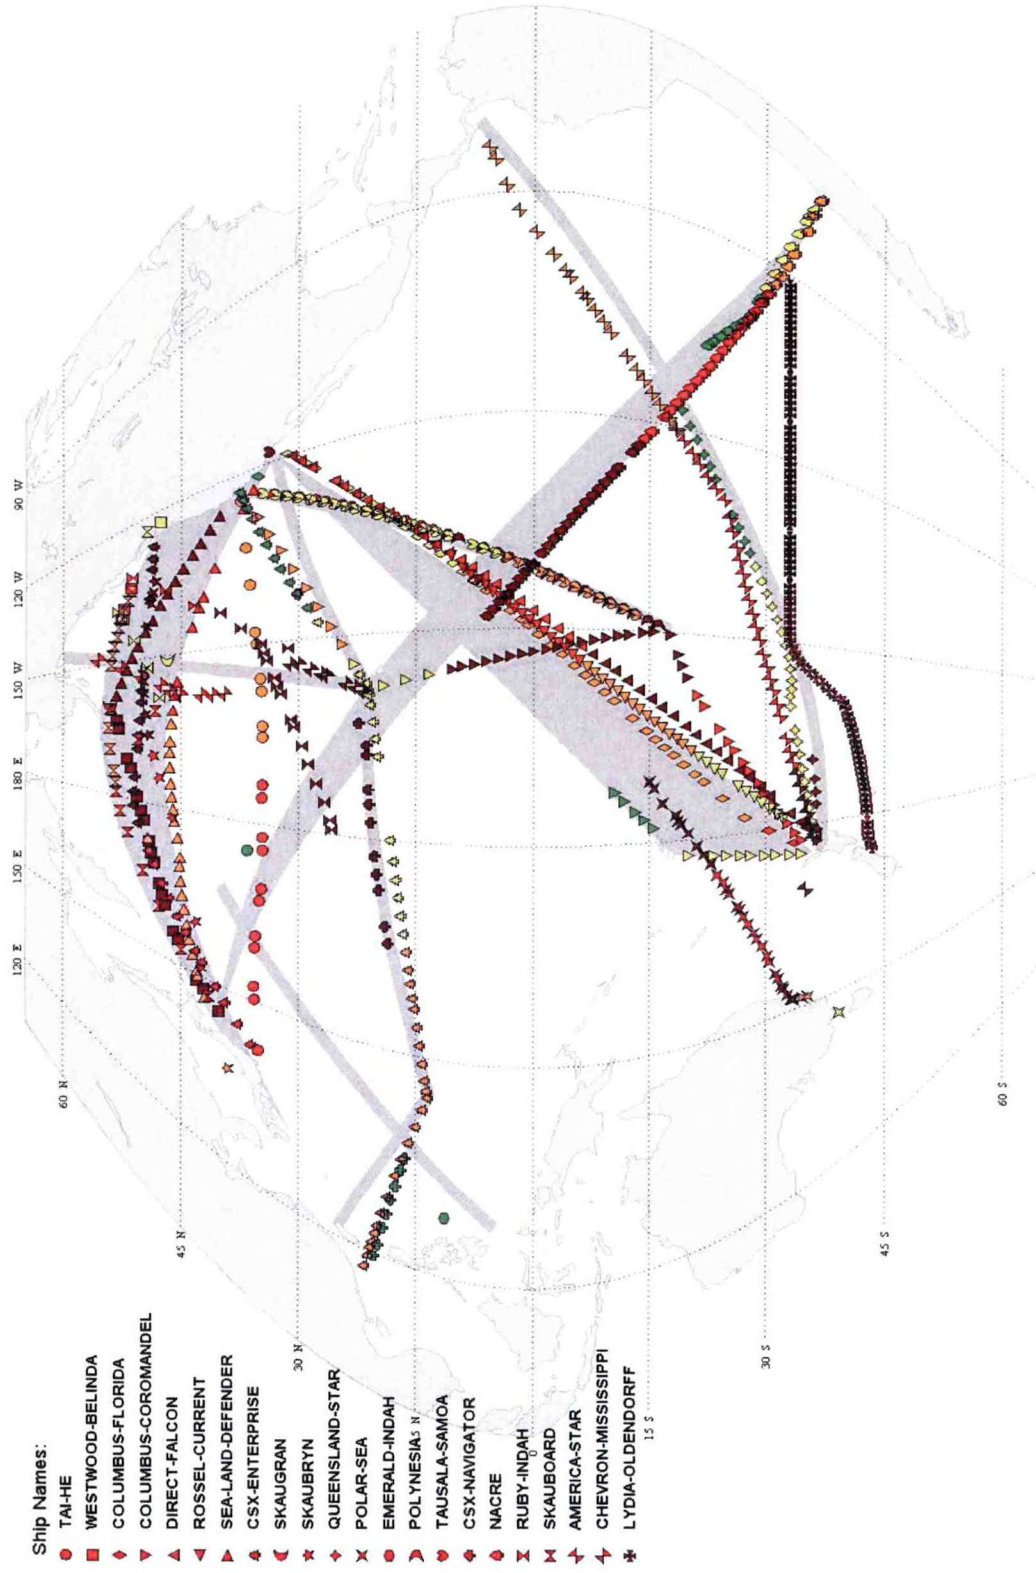 Ship Names:
TAI-HE
WESTWOOD-BELINDA
COLUMBUS-FLORIDA
COLUMBUS-COROMANDEL
DIRECT-FALCON
ROSSEL-CURRENT
SEA-LAND-DEFENDER
CSX-ENTERPRISE
SKAUGRAN
SKAUBRYN
QUEENSLAND-STAR
POLAR-SEA
EMERALD-INDAH
POLYNESIA
TAUSALA-SAMOA
CSX-NAVIGATOR
NACRE
RUBY-INDAH
SKAUBOARD
AMERICA-STAR
CHEVRON-MISSISSIPPI
LYDIA-OLDENDORFF
120 E
150 E
180 E
150 W
120 W
90 W
60 N
45 N
30 N
5 N
0
15 S
30 S
45 S
60 S